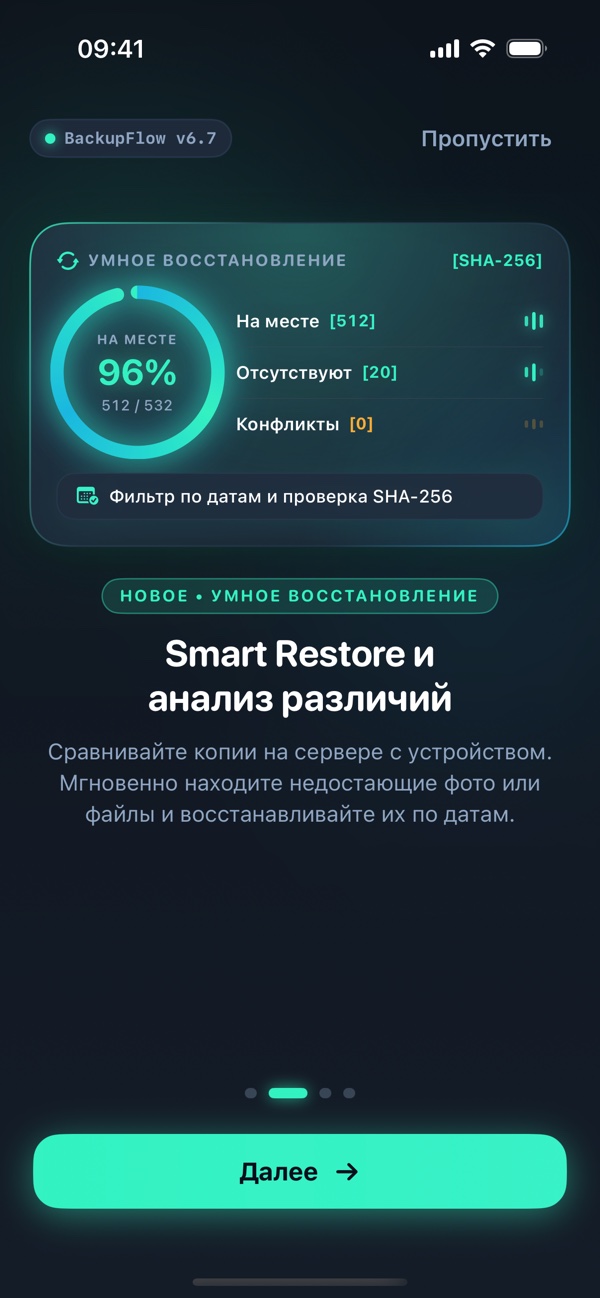 09:41
BackupFlow v6.7
Пропустить
УМНОЕ ВОССТАНОВЛЕНИЕ
[SHA-256]
НА МЕСТЕ
96%
512 / 532
На месте [512]
Отсутствуют [20]
Конфликты [0]
Фильтр по датам и проверка SHA-256
НОВОЕ • УМНОЕ ВОССТАНОВЛЕНИЕ
Smart Restore и
анализ различий
Сравнивайте копии на сервере с устройством.
Мгновенно находите недостающие фото или
файлы и восстанавливайте их по датам.
Далее →